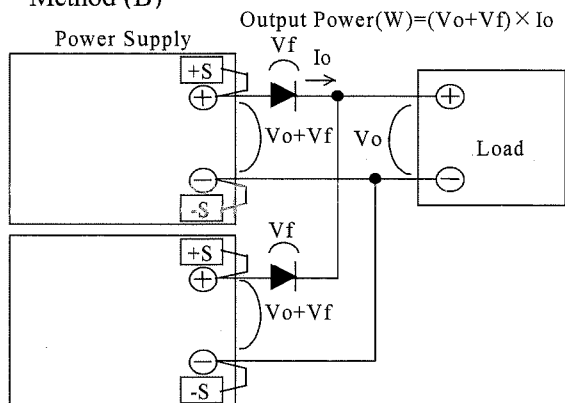 Method (B)
Output Power(W)=(Vo+Vf)×Io
Power Supply
Vf
Io
+S
+
+
Vo+Vf
Vo
Load
−
−
-S
Vf
+S
+
Vo+Vf
−
-S